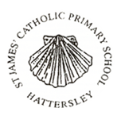 ST JAMES' CATHOLIC PRIMARY SCHOOL
HATTERSLEY